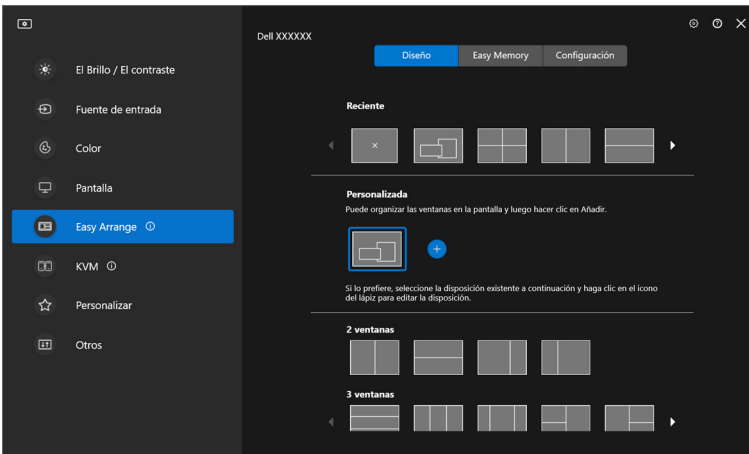 Dell XXXXXX
El Brillo / El contraste
Fuente de entrada
Color
Pantalla
Easy Arrange
KVM
Personalizar
Otros
Diseño Easy Memory Configuración
Reciente
Personalizada
Puede organizar las ventanas en la pantalla y luego hacer clic en Añadir.
Si lo prefiere, seleccione la disposición existente a continuación y haga clic en el icono
del lápiz para editar la disposición.
2 ventanas
3 ventanas